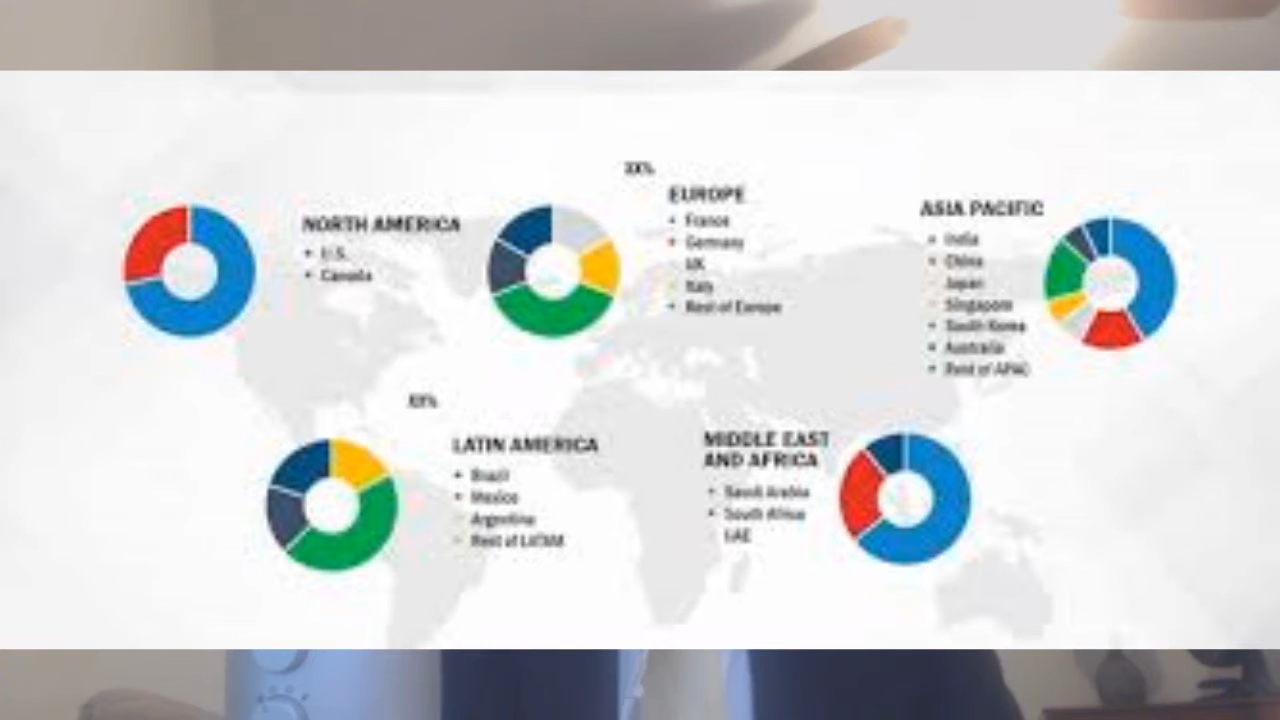 XX%
EUROPE
• France
• Germany
UK
Italy
• Rest of Europe
NORTH AMERICA
• U.S.
• Canada
ASIA PACIFIC
• India
• China
Japan
Singapore
• South Korea
• Australia
• Rest of APAC
XX%
LATIN AMERICA
• Brazil
• Mexico
Argentina
Rest of LATAM
MIDDLE EAST
AND AFRICA
• Saudi Arabia
• South Africa
UAE